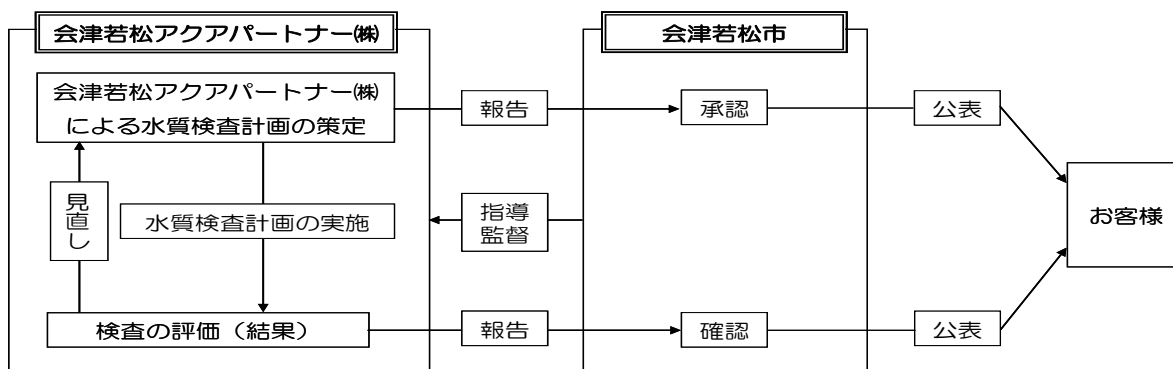 会津若松アクアパートナー㈱
会津若松市
会津若松アクアパートナー㈱
による水質検査計画の策定
報告
承認
公表
見直し
水質検査計画の実施
指導
監督
お客様
検査の評価（結果）
報告
確認
公表